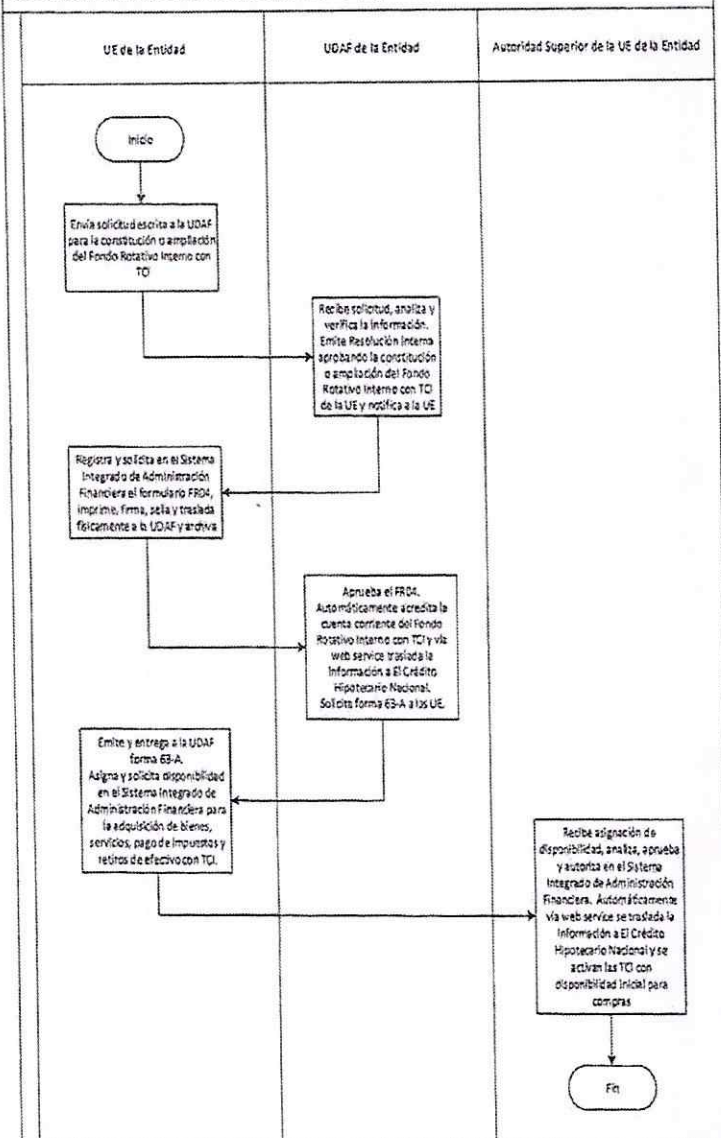 UE de la Entidad
UDAF de la Entidad
Autoridad Superior de la UE de la Entidad
Inicio
Envía solicitud escrita a la UDAF
para la constitución o ampliación
del Fondo Rotativo Interno con
TCI
Recibe solicitud, analiza y
verifica la información.
Emite Resolución Interna
aprobando la constitución
o ampliación del Fondo
Rotativo Interno con TCI
de la UE y notifica a la UE
Registra y solicita en el Sistema
Integrado de Administración
Financiera el formulario FR04,
imprime, firma, sella y traslada
físicamente a la UDAF y archiva
Aprueba el FR04.
Automáticamente acredita la
cuenta corriente del Fondo
Rotativo Interno con TCI y vía
web service traslada la
información a El Crédito
Hipotecario Nacional.
Solicita forma 63-A a las UE.
Emite y entrega a la UDAF
forma 63-A.
Asigna y solicita disponibilidad
en el Sistema Integrado de
Administración Financiera para
la adquisición de bienes,
servicios, pago de impuestos y
retiros de efectivo con TCI.
Recibe asignación de
disponibilidad, analiza, aprueba
y autoriza en el Sistema
Integrado de Administración
Financiera. Automáticamente
vía web service se traslada la
información a El Crédito
Hipotecario Nacional y se
activan las TCI con
disponibilidad inicial para
compras
Fin